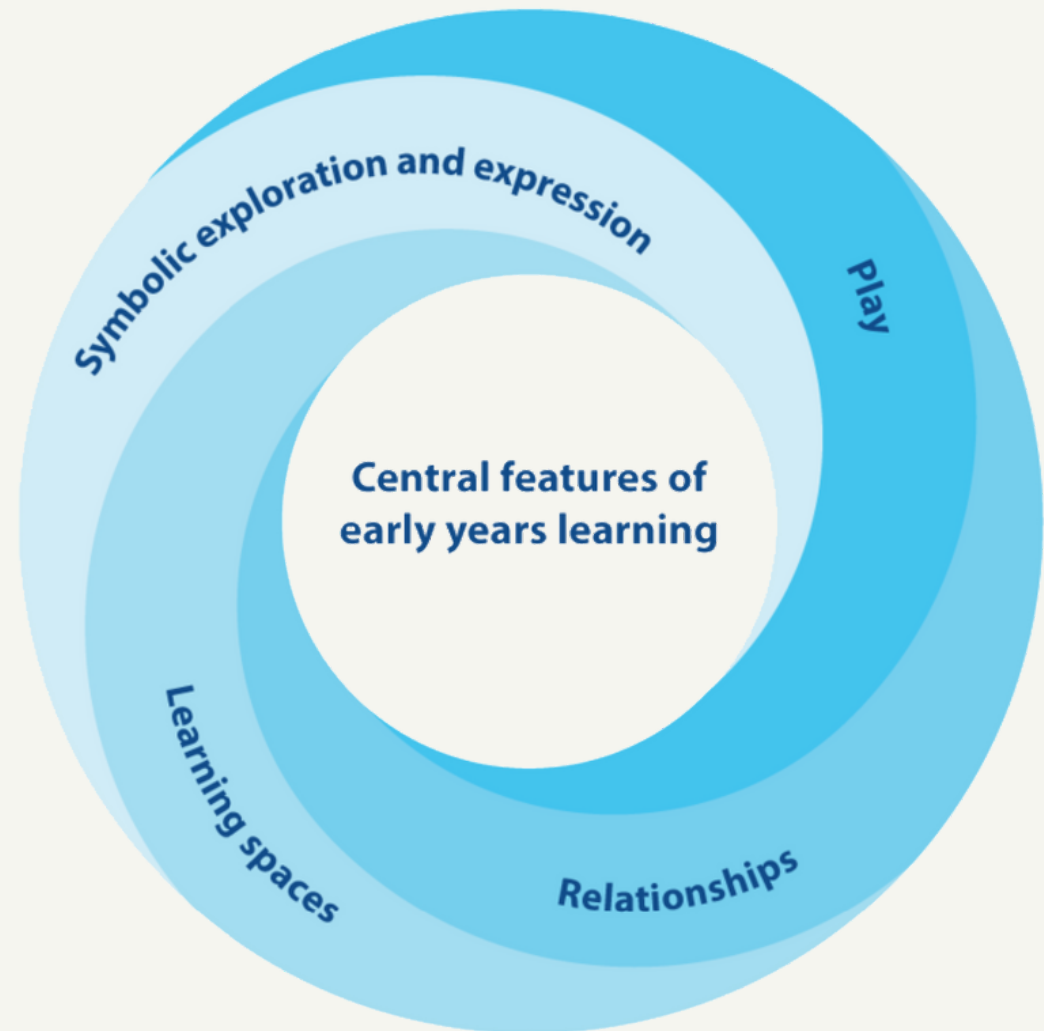 Symbolic exploration and expression
Play
Central features of
early years learning
Learning spaces
Relationships